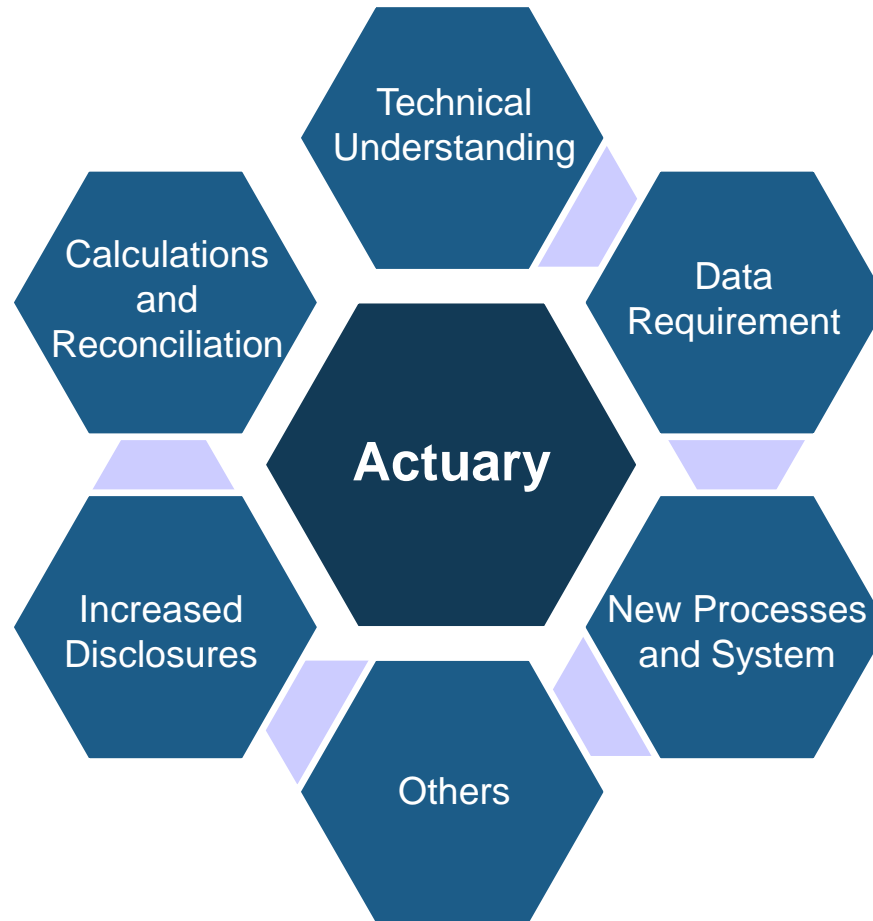 Technical
Understanding
Data
Requirement
New Processes
and System
Others
Increased
Disclosures
Calculations
and
Reconciliation
Actuary